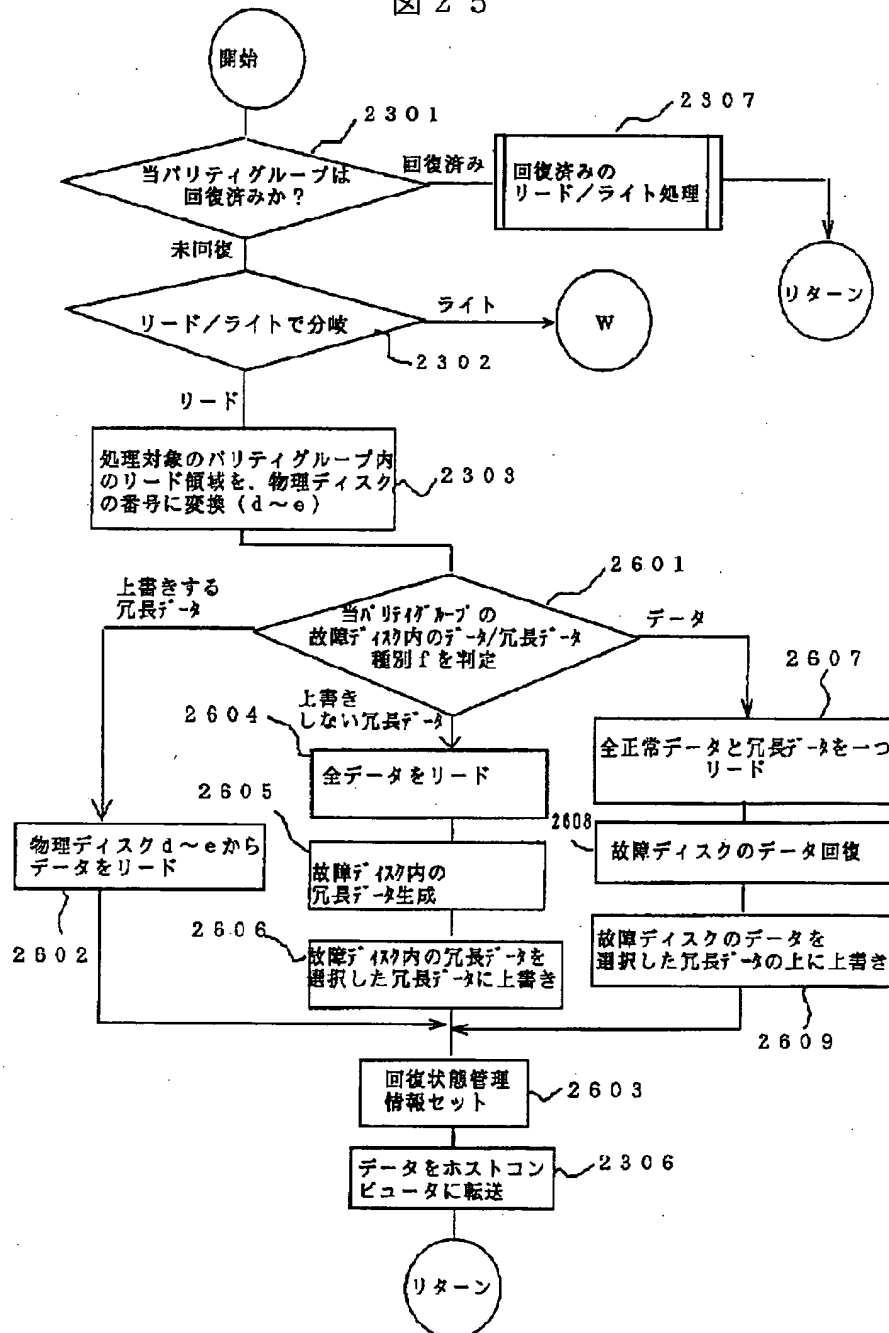 図25
開始
2301
2307
当パリティグループは
回復済みか?
回復済み
回復済みの
リード/ライト処理
未回復
リターン
リード/ライトで分岐
ライト
W
2302
リード
処理対象のパリティグループ内
のリード領域を、物理ディスク
の番号に変換(d~e)
2303
2601
上書きする
冗長データ
当パリティグループの
故障ディスク内のデータ/冗長データ
種別fを判定
データ
2607
上書き
しない冗長データ
2604
全データをリード
全正常データと冗長データを一つ
リード
2605
2608
物理ディスクd~eから
データをリード
故障ディスク内の
冗長データ生成
故障ディスクのデータ回復
2602
2606
故障ディスク内の冗長データを
選択した冗長データに上書き
故障ディスクのデータを
選択した冗長データの上に上書き
2609
回復状態管理
情報セット
2603
データをホストコン
ピュータに転送
2306
リターン